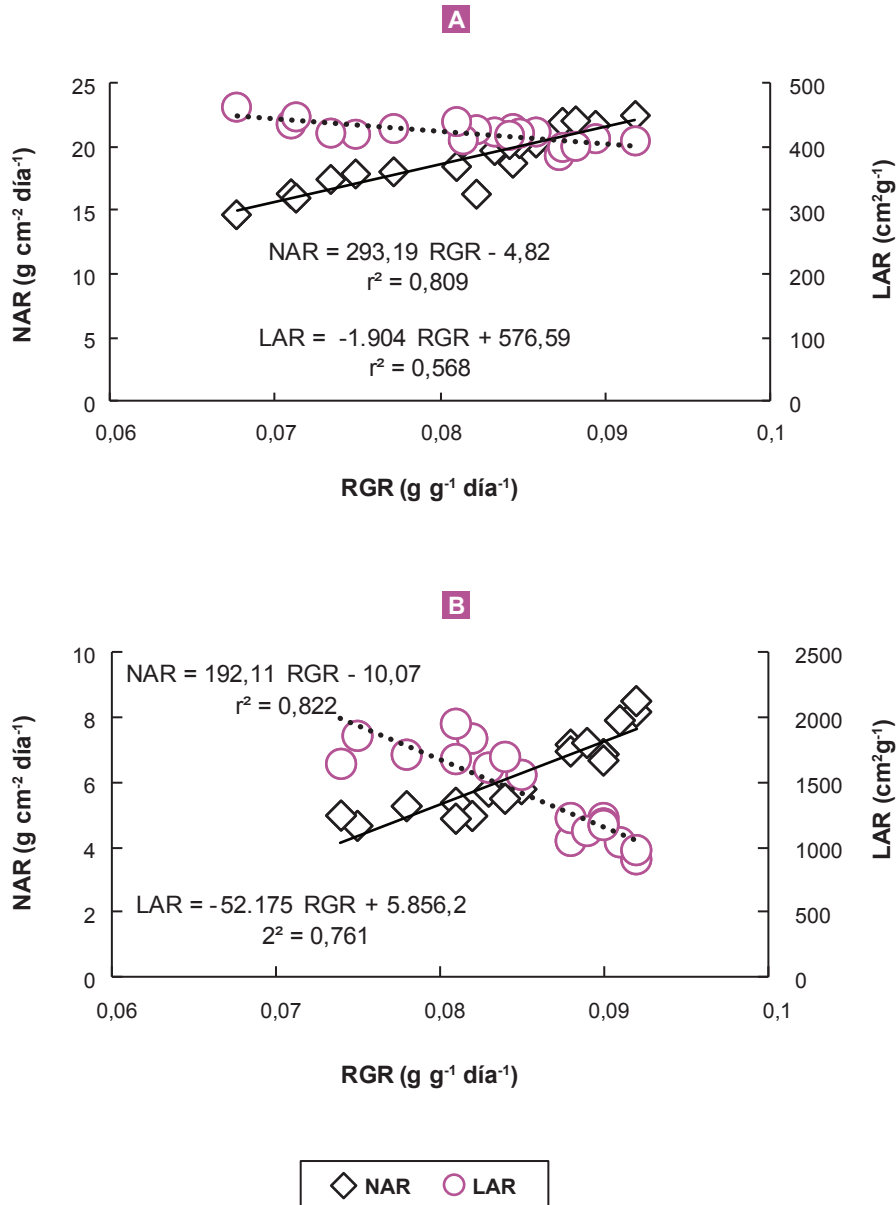 A
25
20
15
10
5
0
500
400
300
200
100
0
NAR (g cm⁻² día⁻¹)
LAR (cm²g⁻¹)
NAR = 293,19 RGR - 4,82
r² = 0,809
LAR = -1.904 RGR + 576,59
r² = 0,568
0,06 0,07 0,08 0,09 0,1
RGR (g g⁻¹ día⁻¹)
B
10
8
6
4
2
0
2500
2000
1500
1000
500
0
NAR (g cm⁻² día⁻¹)
LAR (cm²g⁻¹)
NAR = 192,11 RGR - 10,07
r² = 0,822
LAR = -52.175 RGR + 5.856,2
2² = 0,761
0,06 0,07 0,08 0,09 0,1
RGR (g g⁻¹ día⁻¹)
NAR LAR